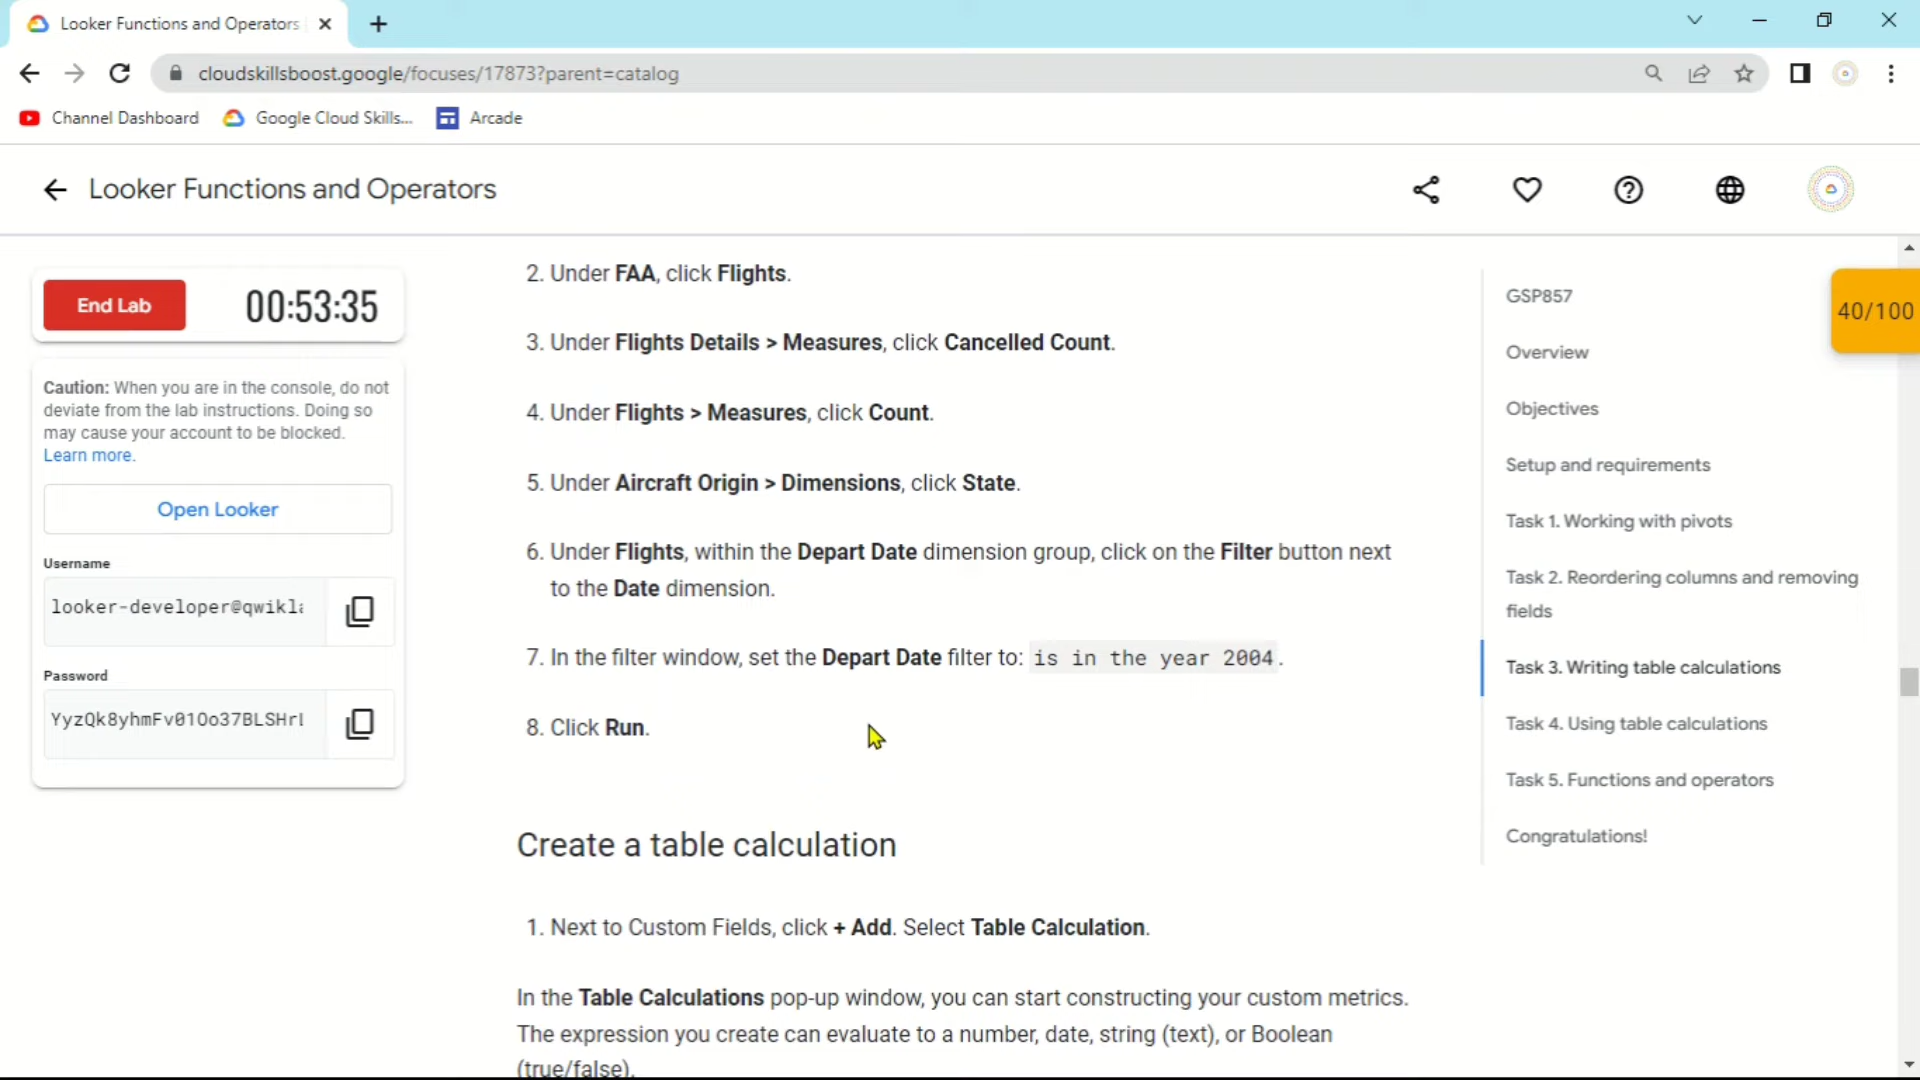 Looker Functions and Operators
cloudskillsboost.google/focuses/17873?parent=catalog
Channel Dashboard
Google Cloud Skills...
Arcade
Looker Functions and Operators
End Lab
00:53:35
Caution: When you are in the console, do not
deviate from the lab instructions. Doing so
may cause your account to be blocked.
Learn more.
Open Looker
Username
looker-developer@qwikla
Password
YyzQk8yhmFv01Oo37BLSHrL
2. Under FAA, click Flights.
3. Under Flights Details > Measures, click Cancelled Count.
4. Under Flights > Measures, click Count.
5. Under Aircraft Origin > Dimensions, click State.
6. Under Flights, within the Depart Date dimension group, click on the Filter button next
to the Date dimension.
7. In the filter window, set the Depart Date filter to: is in the year 2004.
8. Click Run.
Create a table calculation
1. Next to Custom Fields, click + Add. Select Table Calculation.
In the Table Calculations pop-up window, you can start constructing your custom metrics.
The expression you create can evaluate to a number, date, string (text), or Boolean
(true/false).
GSP857
Overview
Objectives
Setup and requirements
Task 1. Working with pivots
Task 2. Reordering columns and removing
fields
Task 3. Writing table calculations
Task 4. Using table calculations
Task 5. Functions and operators
Congratulations!
40/100